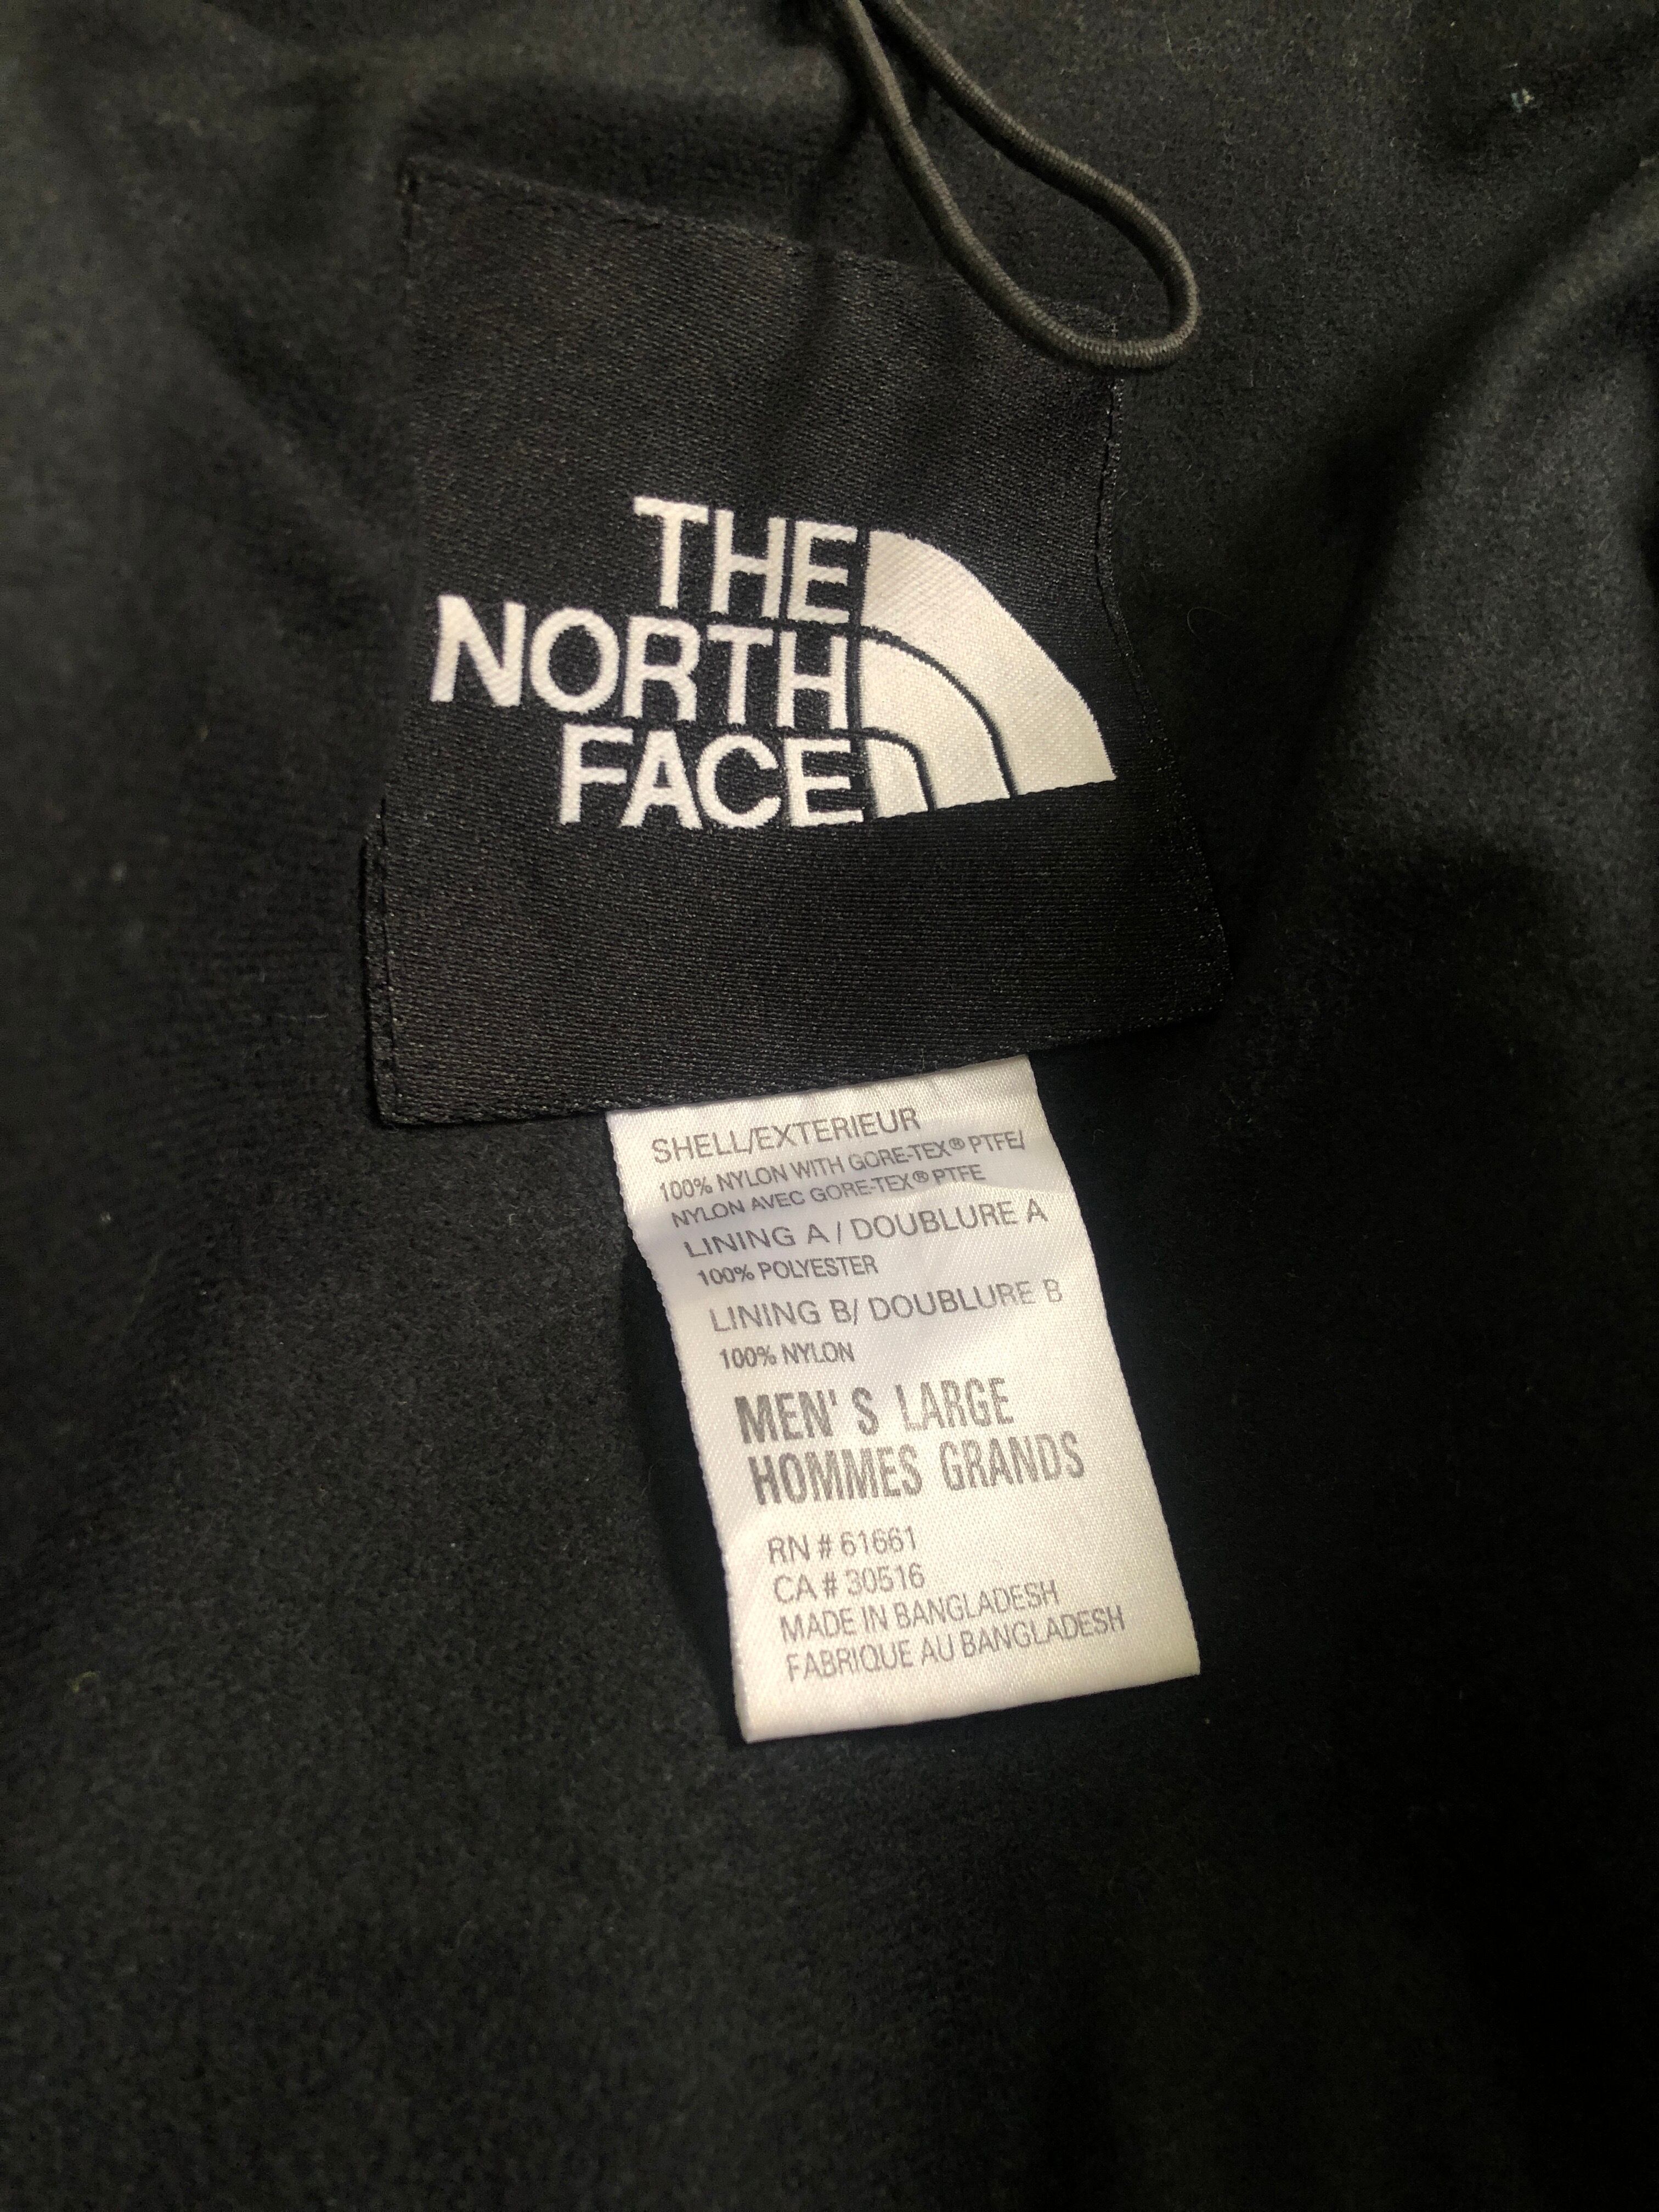 THE
NORTH
FACE
SHELL/EXTERIEUR
100% NYLON WITH GORE-TEX® PTFE/
NYLON AVEC GORE-TEX® PTFE
LINING A / DOUBLURE A
100% POLYESTER
LINING B/ DOUBLURE B
100% NYLON
MEN' S LARGE
HOMMES GRANDS
RN # 61661
CA # 30516
MADE IN BANGLADESH
FABRIQUE AU BANGLADESH